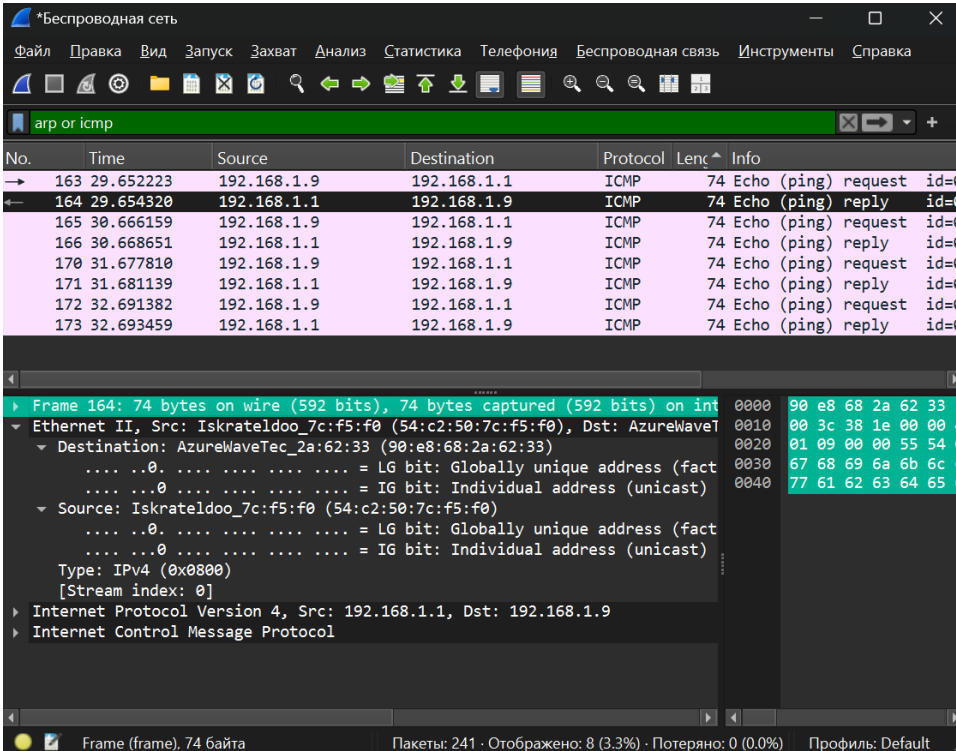 *Беспроводная сеть
Файл Правка Вид Запуск Захват Анализ Статистика Телефония Беспроводная связь Инструменты Справка
arp or icmp
No. Time Source Destination Protocol Leng Info
163 29.652223 192.168.1.9 192.168.1.1 ICMP 74 Echo (ping) request id=
164 29.654320 192.168.1.1 192.168.1.9 ICMP 74 Echo (ping) reply id=
165 30.666159 192.168.1.9 192.168.1.1 ICMP 74 Echo (ping) request id=
166 30.668651 192.168.1.1 192.168.1.9 ICMP 74 Echo (ping) reply id=
170 31.677810 192.168.1.9 192.168.1.1 ICMP 74 Echo (ping) request id=
171 31.681139 192.168.1.1 192.168.1.9 ICMP 74 Echo (ping) reply id=
172 32.691382 192.168.1.9 192.168.1.1 ICMP 74 Echo (ping) request id=
173 32.693459 192.168.1.1 192.168.1.9 ICMP 74 Echo (ping) reply id=
Frame 164: 74 bytes on wire (592 bits), 74 bytes captured (592 bits) on int
Ethernet II, Src: Iskrateldoo_7c:f5:f0 (54:c2:50:7c:f5:f0), Dst: AzureWaveT
Destination: AzureWaveTec_2a:62:33 (90:e8:68:2a:62:33)
.... ..0. .... .... .... .... = LG bit: Globally unique address (fact
.... ...0 .... .... .... .... = IG bit: Individual address (unicast)
Source: Iskrateldoo_7c:f5:f0 (54:c2:50:7c:f5:f0)
.... ..0. .... .... .... .... = LG bit: Globally unique address (fact
.... ...0 .... .... .... .... = IG bit: Individual address (unicast)
Type: IPv4 (0x0800)
[Stream index: 0]
Internet Protocol Version 4, Src: 192.168.1.1, Dst: 192.168.1.9
Internet Control Message Protocol
0000 90 e8 68 2a 62 33
0010 00 3c 38 1e 00 00
0020 01 09 00 00 55 54
0030 67 68 69 6a 6b 6c
0040 77 61 62 63 64 65
Frame (frame), 74 байта Пакеты: 241 · Отображено: 8 (3.3%) · Потеряно: 0 (0.0%) Профиль: Default